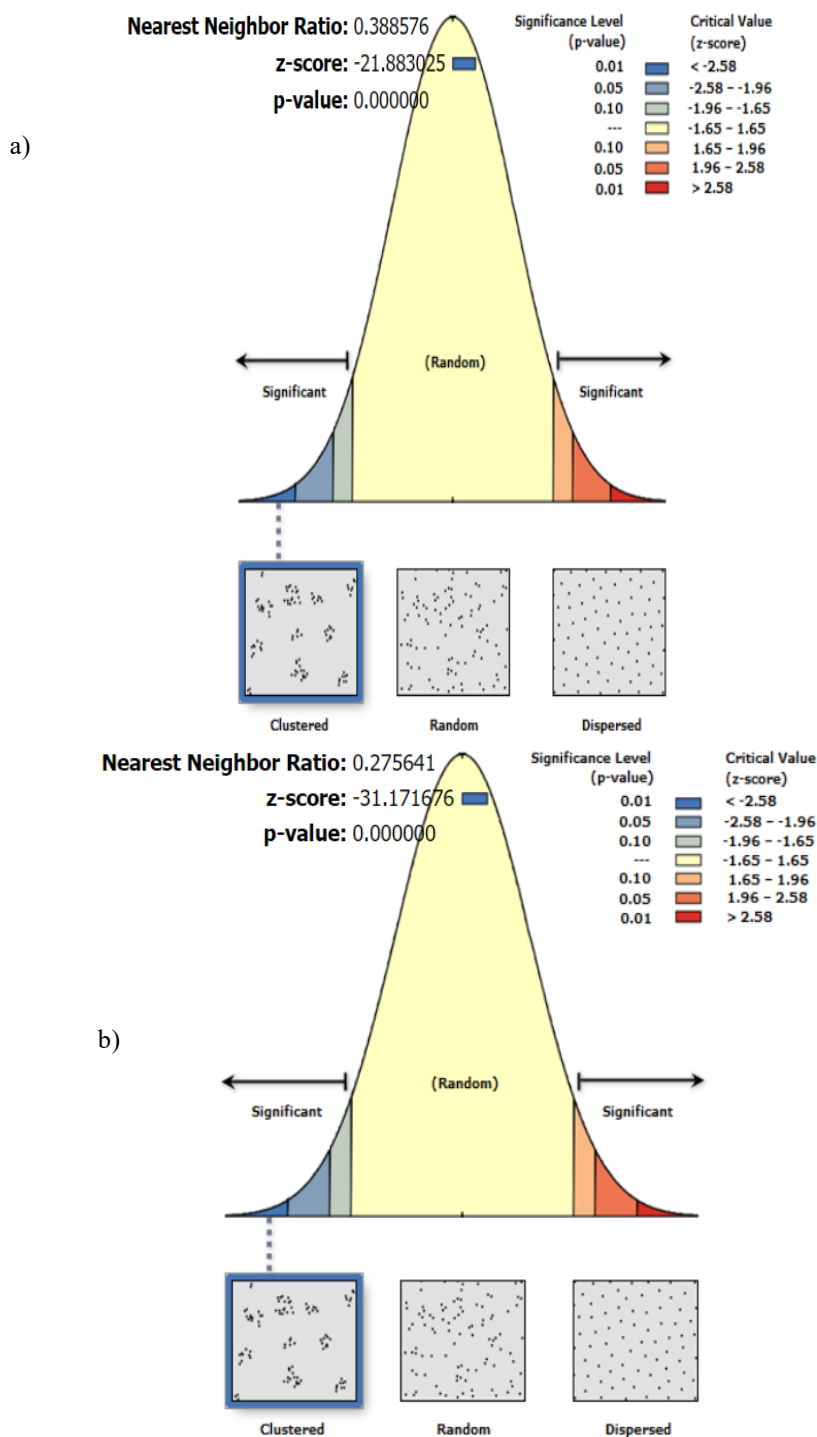 Nearest Neighbor Ratio: 0.388576
z-score: -21.883025
p-value: 0.000000
Significance Level
(p-value)
Critical Value
(z-score)
0.01 < -2.58
0.05 -2.58 – -1.96
0.10 -1.96 – -1.65
--- -1.65 – 1.65
0.10 1.65 – 1.96
0.05 1.96 – 2.58
0.01 > 2.58
a)
(Random)
Significant
Significant
Clustered
Random
Dispersed
Nearest Neighbor Ratio: 0.275641
z-score: -31.171676
p-value: 0.000000
Significance Level
(p-value)
Critical Value
(z-score)
0.01 < -2.58
0.05 -2.58 – -1.96
0.10 -1.96 – -1.65
--- -1.65 – 1.65
0.10 1.65 – 1.96
0.05 1.96 – 2.58
0.01 > 2.58
b)
(Random)
Significant
Significant
Clustered
Random
Dispersed